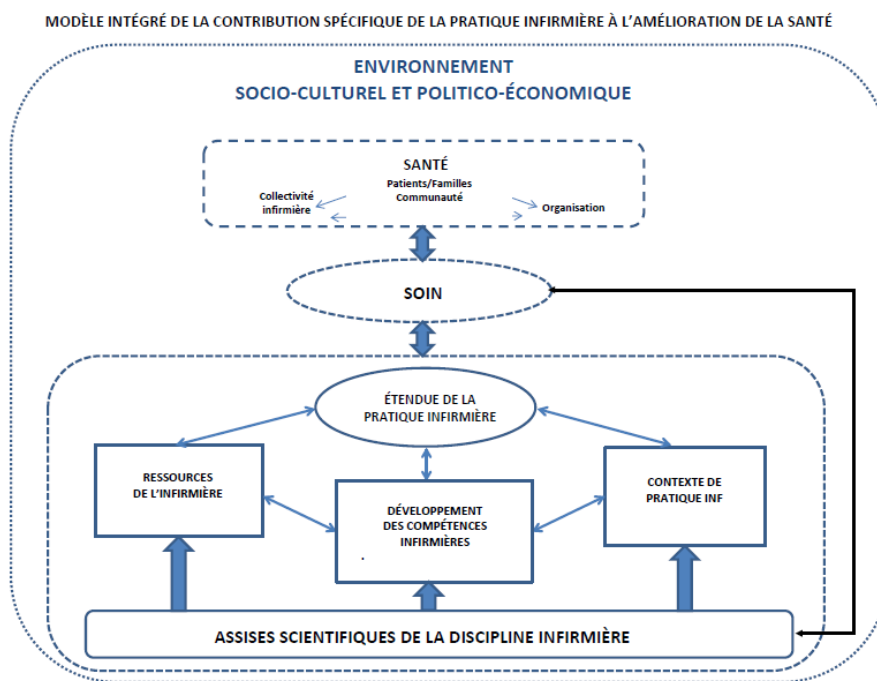 MODÈLE INTÉGRÉ DE LA CONTRIBUTION SPÉCIFIQUE DE LA PRATIQUE INFIRMIÈRE À L'AMÉLIORATION DE LA SANTÉ
ENVIRONNEMENT
SOCIO-CULTUREL ET POLITICO-ÉCONOMIQUE
SANTÉ
Patients/Familles
Communauté
Collectivité
infirmière
Organisation
SOIN
ÉTENDUE DE LA
PRATIQUE INFIRMIÈRE
RESSOURCES
DE L'INFIRMIÈRE
DÉVELOPPEMENT
DES COMPÉTENCES
INFIRMIÈRES
.
CONTEXTE DE
PRATIQUE INF
ASSISES SCIENTIFIQUES DE LA DISCIPLINE INFIRMIÈRE